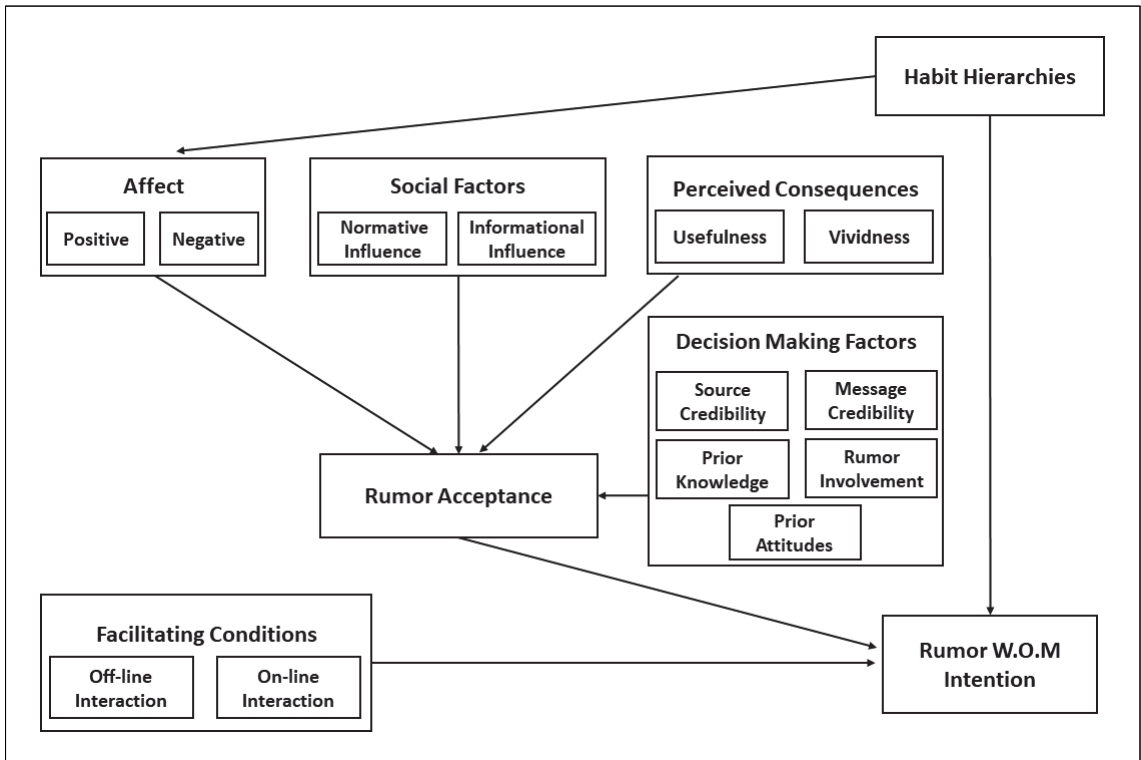 Habit Hierarchies
Affect
Positive
Negative
Social Factors
Normative
Influence
Informational
Influence
Perceived Consequences
Usefulness
Vividness
Decision Making Factors
Source
Credibility
Message
Credibility
Prior
Knowledge
Rumor
Involvement
Prior
Attitudes
Rumor Acceptance
Facilitating Conditions
Off-line
Interaction
On-line
Interaction
Rumor W.O.M
Intention